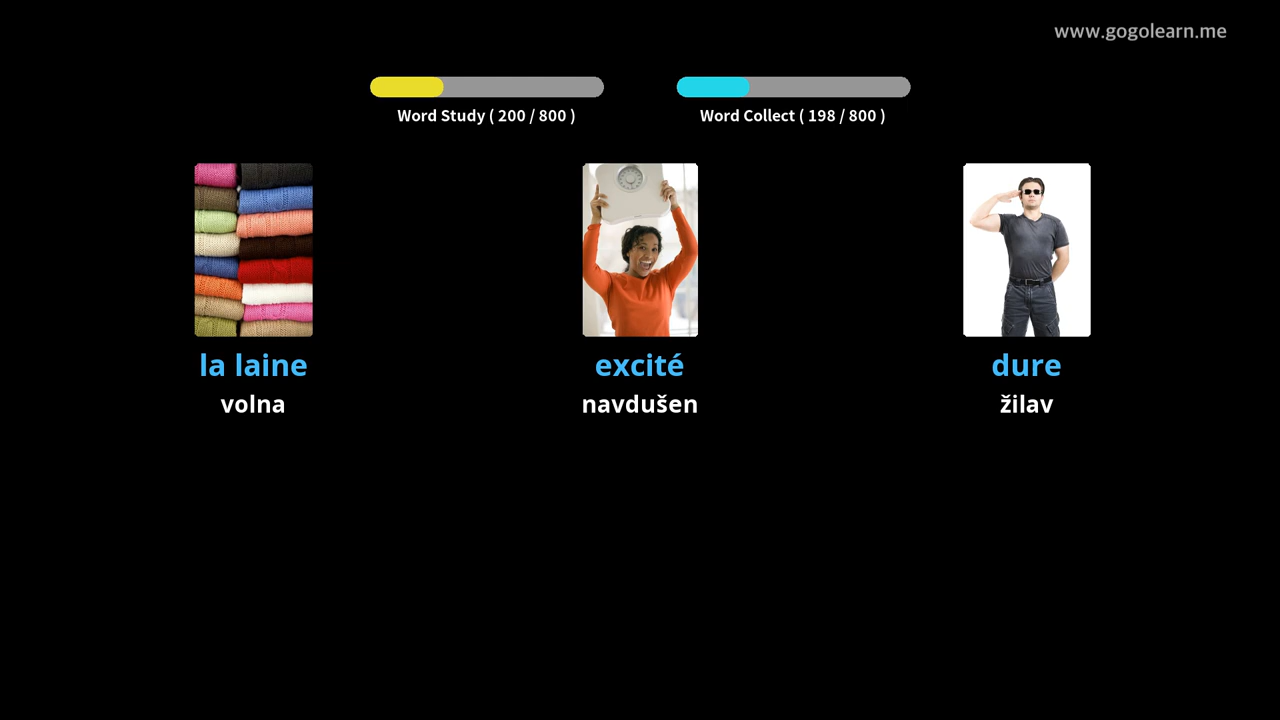 www.gogolearn.me
Word Study ( 200 / 800 )
Word Collect ( 198 / 800 )
la laine
volna
excité
navdušen
dure
žilav